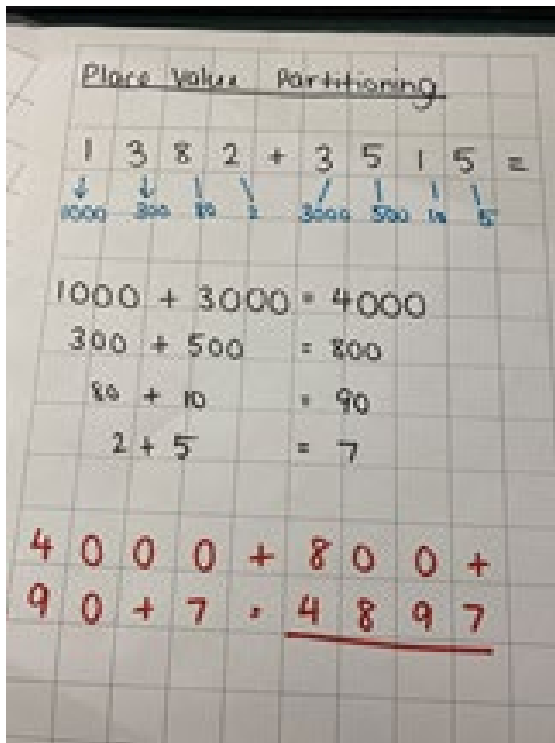 Place Value Partitioning
1 3 8 2 + 3 5 1 5 =
1000 300 80 2 3000 500 10 5
1000 + 3000 = 4000
300 + 500 = 800
80 + 10 = 90
2 + 5 = 7
4 0 0 0 + 8 0 0 +
9 0 + 7 = 4 8 9 7